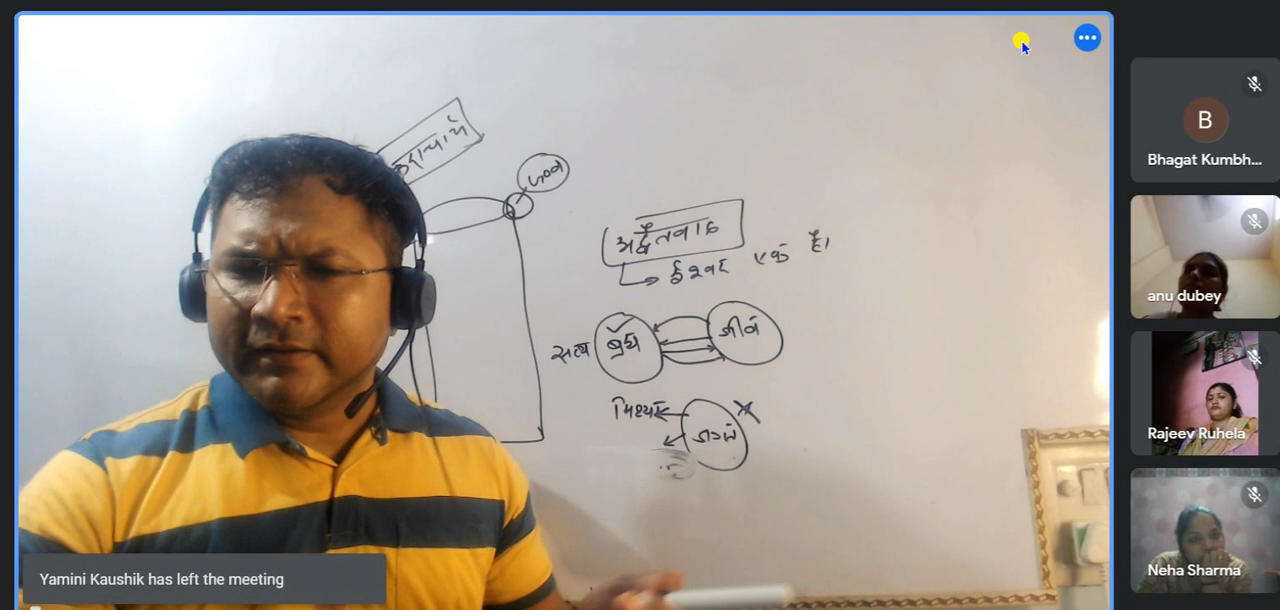 अद्वैतवाद
ईश्वर एक है।
सत्य
ब्रह्म
जीव
मिथ्या
जगत
B
Bhagat Kumbh...
anu dubey
Rajeev Ruhela
Neha Sharma
Yamini Kaushik has left the meeting